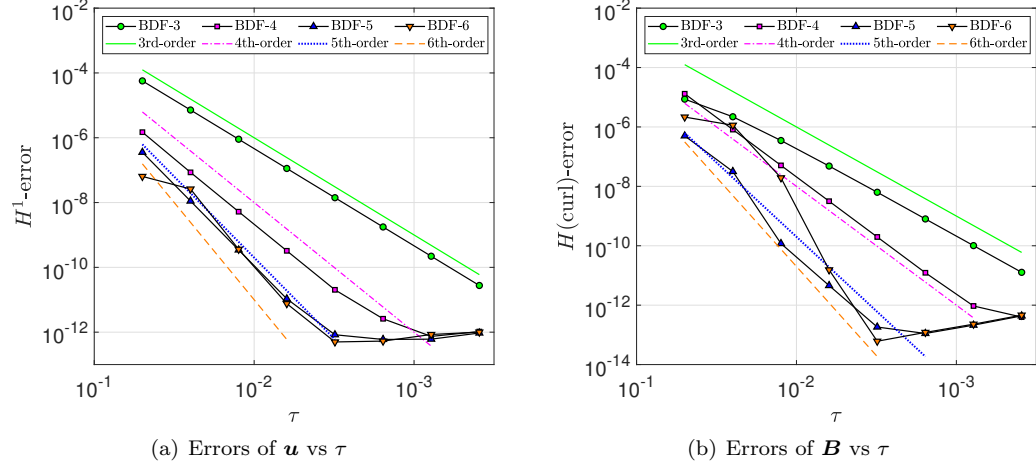 BDF-3 BDF-4 BDF-5 BDF-6
3rd-order 4th-order 5th-order 6th-order
10^-4
10^-6
10^-8
10^-10
10^-12
H^1-error
10^-1 10^-2 10^-3
τ
(a) Errors of u vs τ
BDF-3 BDF-4 BDF-5 BDF-6
3rd-order 4th-order 5th-order 6th-order
10^-2
10^-4
10^-6
10^-8
10^-10
10^-12
10^-14
H(curl)-error
10^-1 10^-2 10^-3
τ
(b) Errors of B vs τ